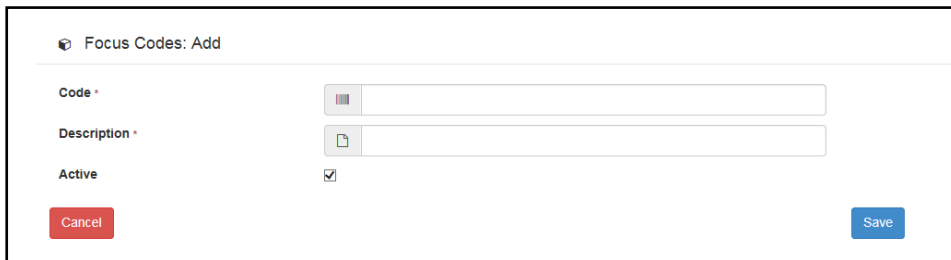 Focus Codes: Add
Code *
Description *
Active
Cancel Save